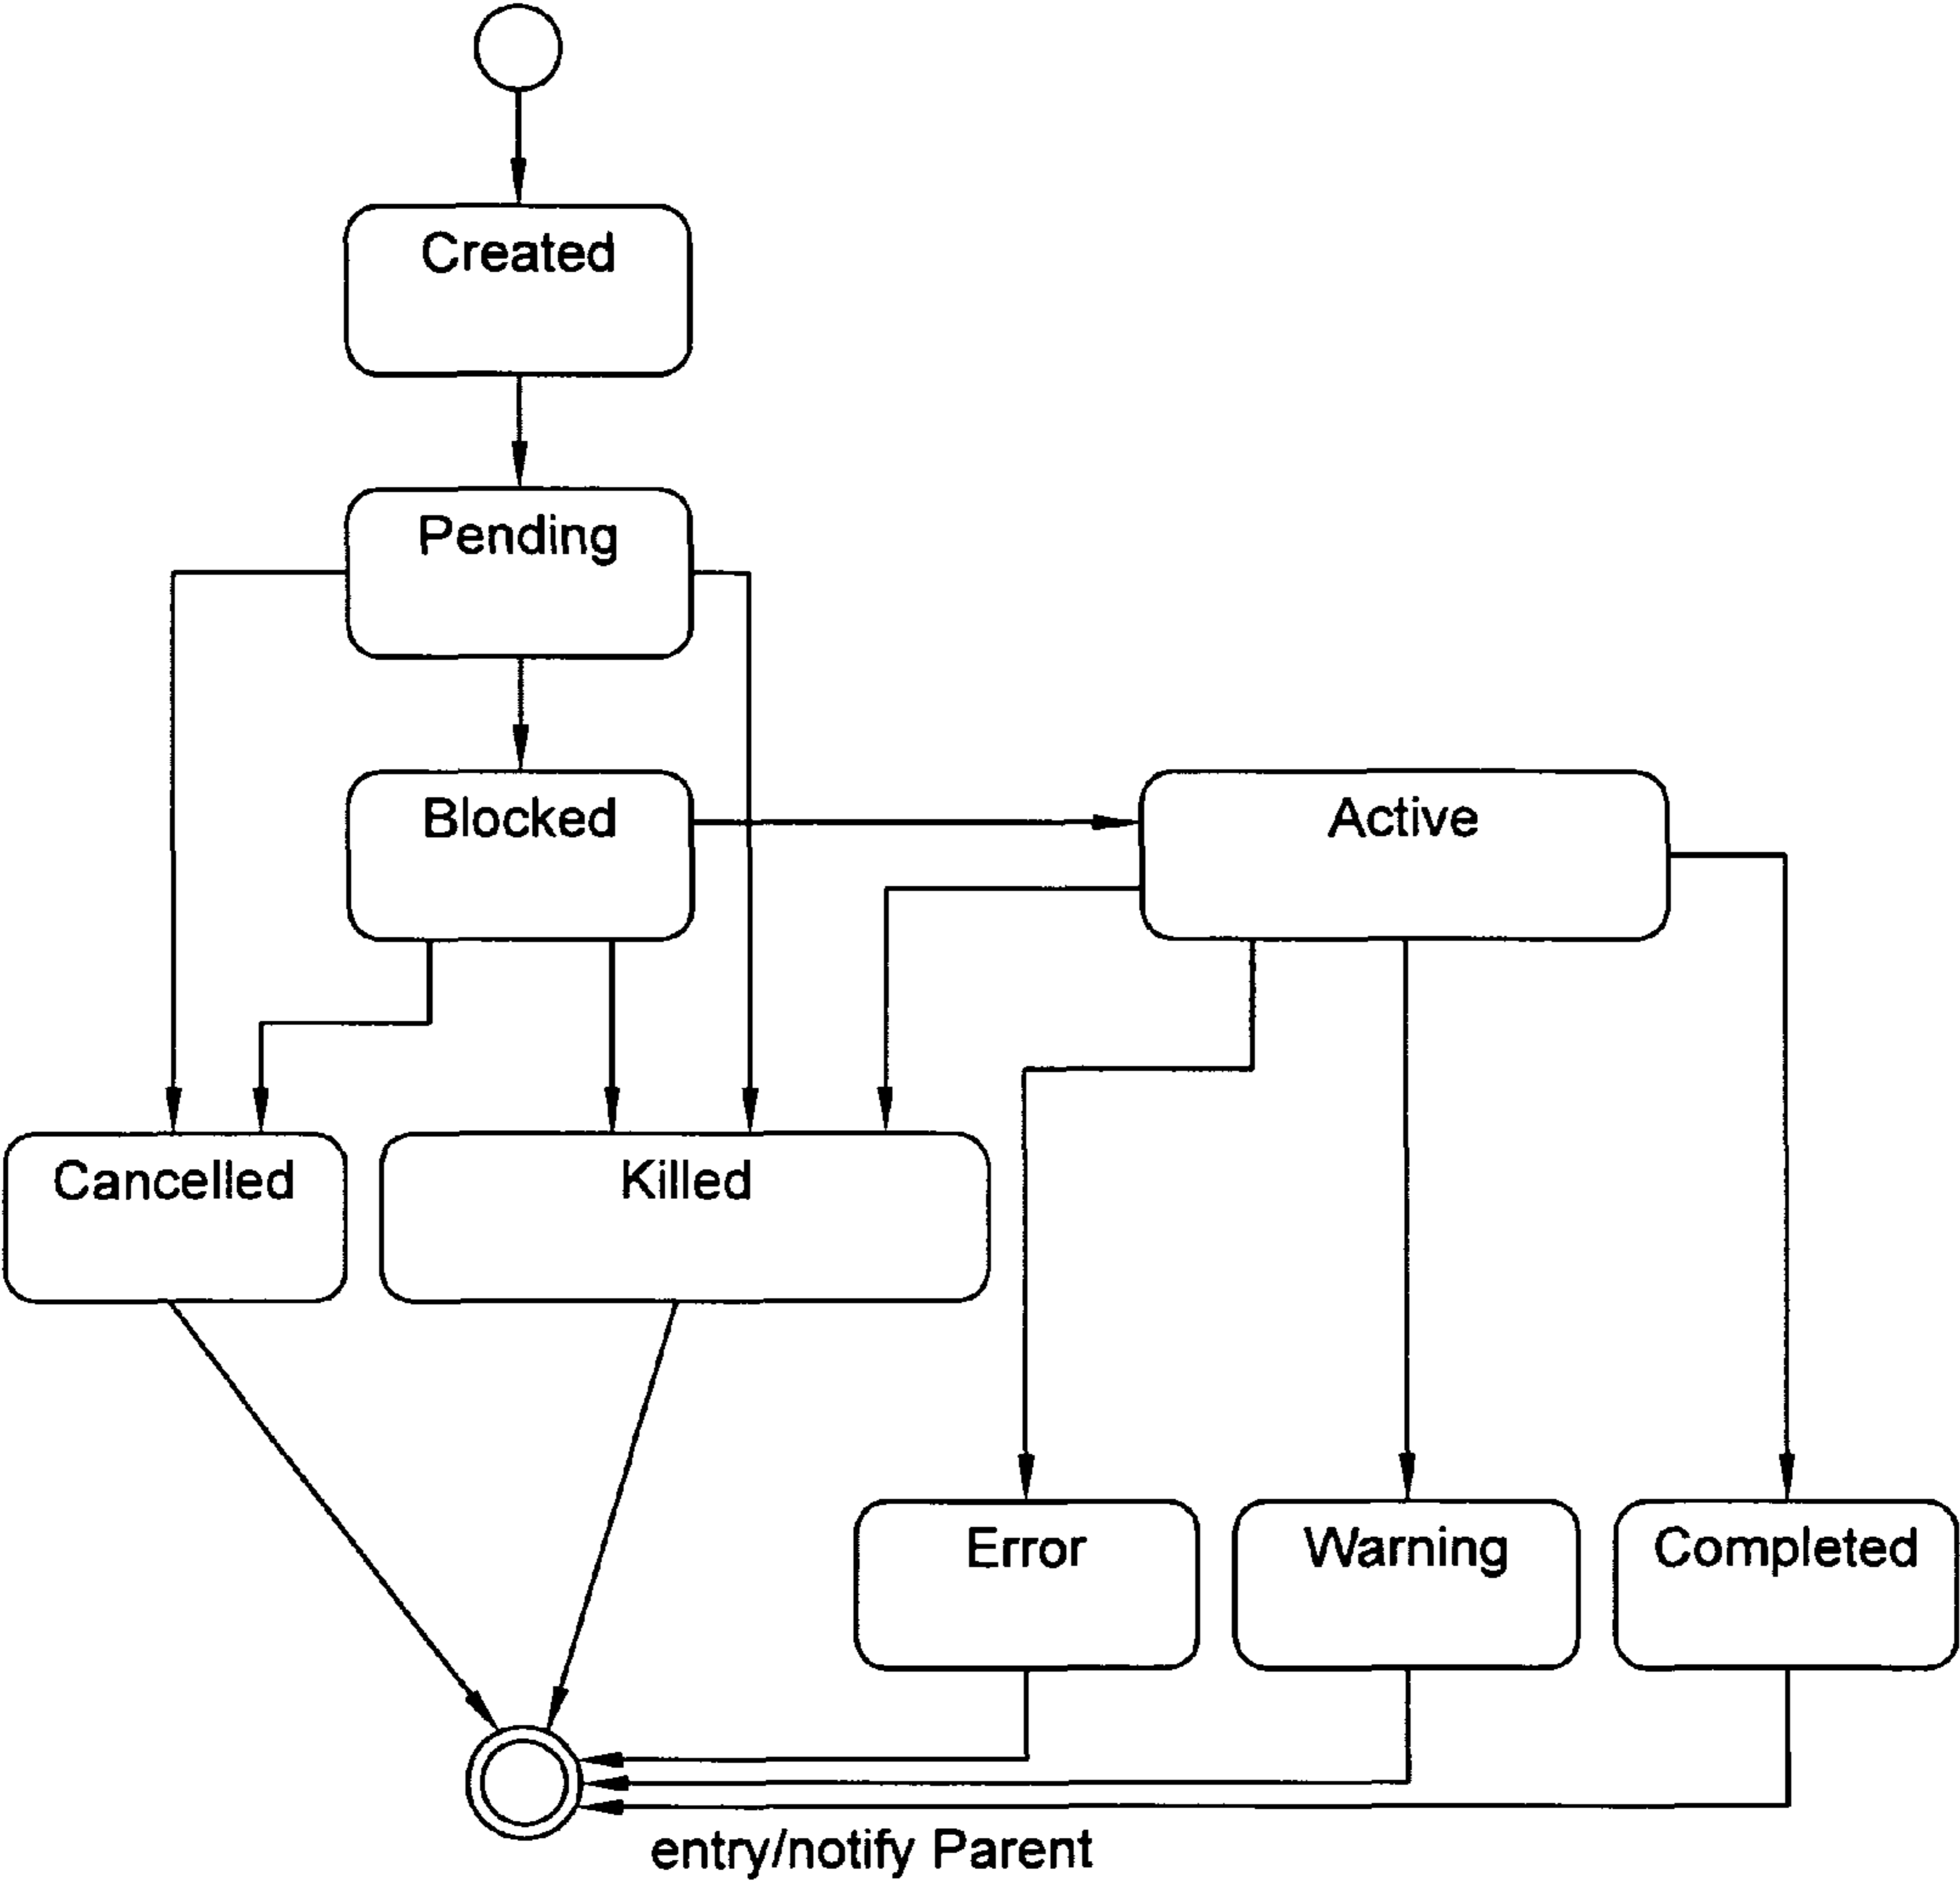 Created
Pending
Blocked
Active
Cancelled
Killed
Error
Warning
Completed
entry/notify Parent